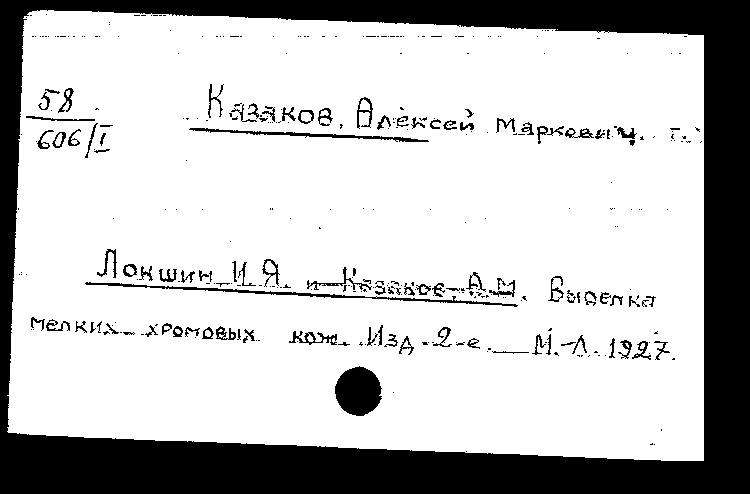 58
606/I
Казаков, Алексей Маркович.
Локшин И.Я. и Казаков, А.М. Выделка
мелких хромовых кож. Изд. 2-е. М.-Л. 1927.